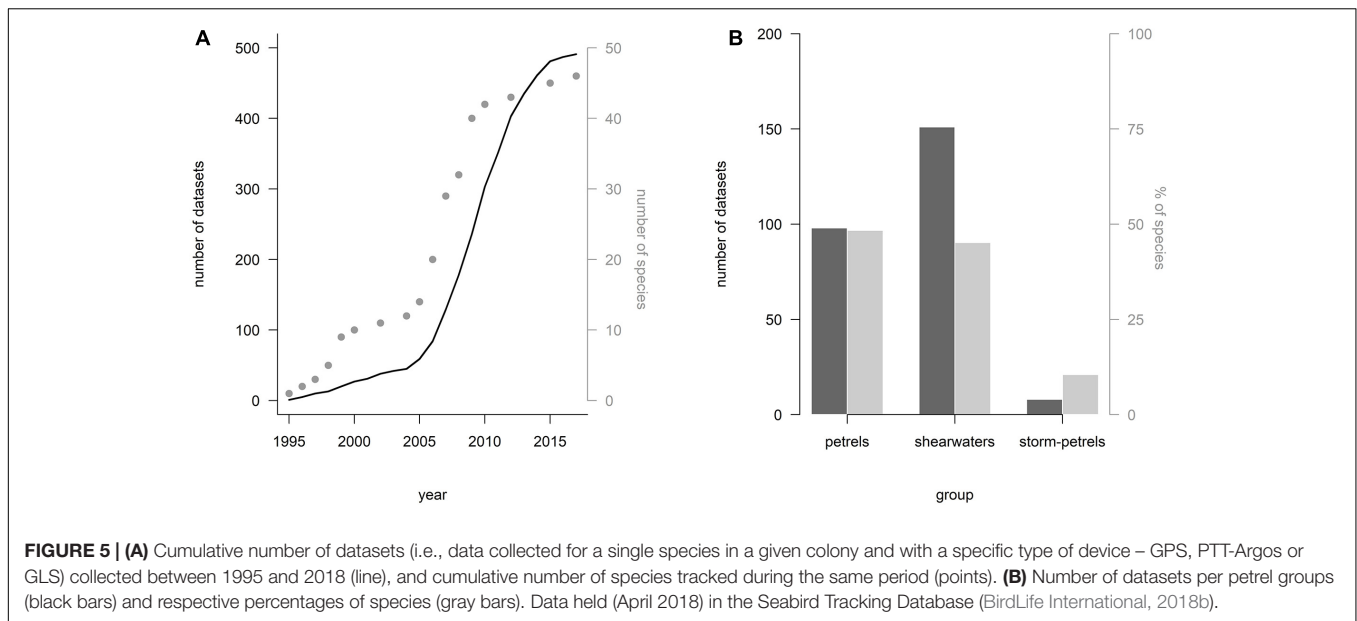 A
500
400
300
200
100
0
number of datasets
50
40
30
20
10
0
number of species
1995
2000
2005
2010
2015
year
B
200
150
100
50
0
number of datasets
100
75
50
25
0
% of species
petrels
shearwaters
storm-petrels
group
FIGURE 5 | (A) Cumulative number of datasets (i.e., data collected for a single species in a given colony and with a specific type of device – GPS, PTT-Argos or
GLS) collected between 1995 and 2018 (line), and cumulative number of species tracked during the same period (points). (B) Number of datasets per petrel groups
(black bars) and respective percentages of species (gray bars). Data held (April 2018) in the Seabird Tracking Database (BirdLife International, 2018b).